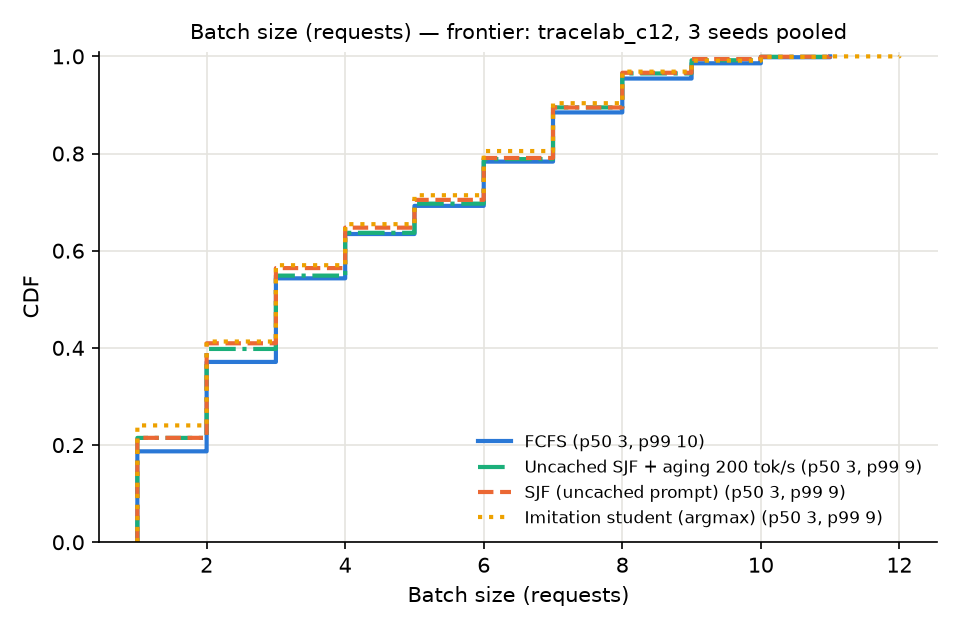 Batch size (requests) — frontier: tracelab_c12, 3 seeds pooled
1.0
0.8
0.6
0.4
0.2
0.0
CDF
FCFS (p50 3, p99 10)
Uncached SJF + aging 200 tok/s (p50 3, p99 9)
SJF (uncached prompt) (p50 3, p99 9)
Imitation student (argmax) (p50 3, p99 9)
2 4 6 8 10 12
Batch size (requests)